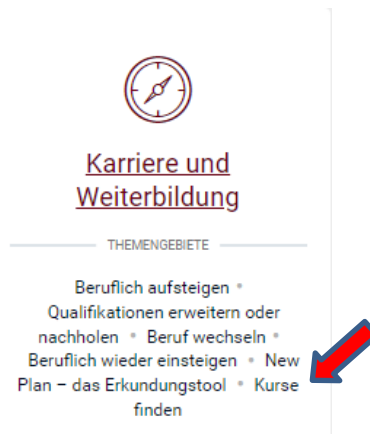 Karriere und
Weiterbildung
THEMENGEBIETE
Beruflich aufsteigen •
Qualifikationen erweitern oder
nachholen • Beruf wechseln •
Beruflich wieder einsteigen • New
Plan – das Erkundungstool • Kurse
finden